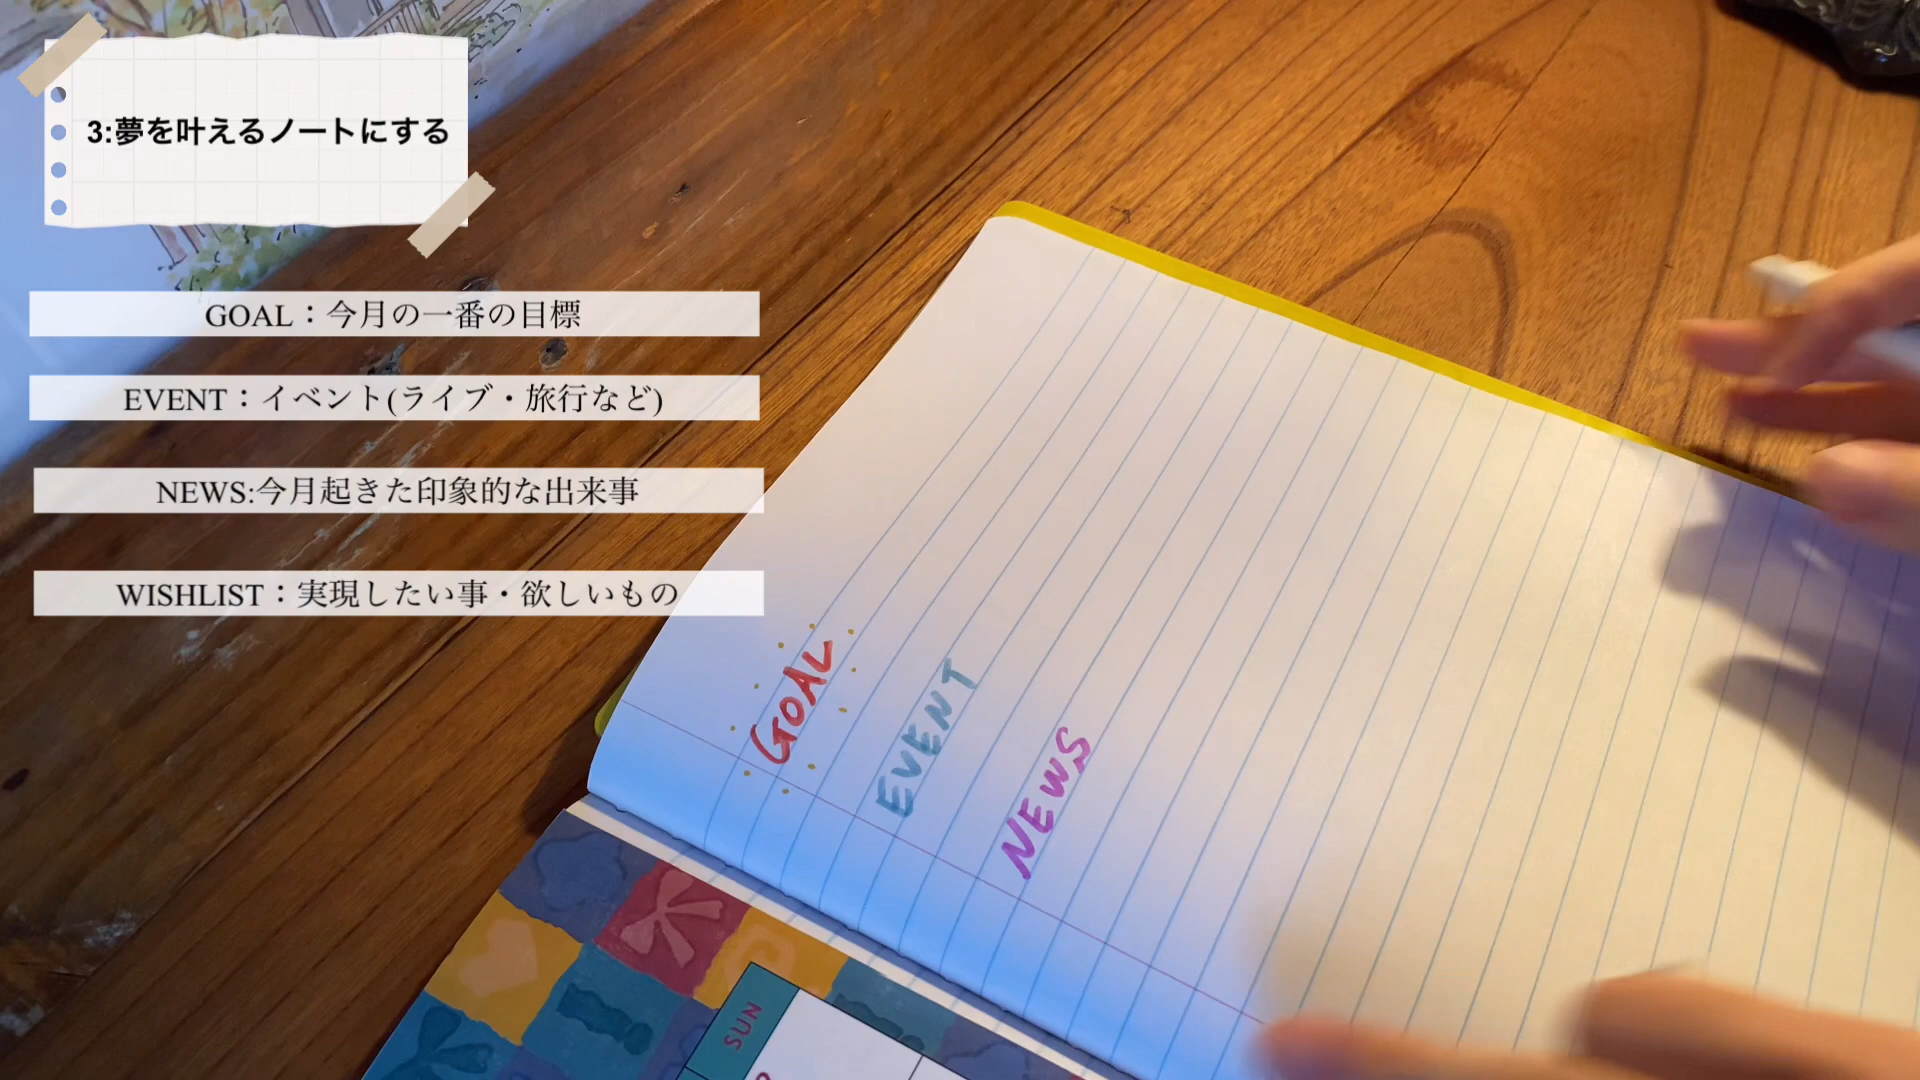 3:夢を叶えるノートにする
GOAL：今月の一番の目標
EVENT：イベント(ライブ・旅行など)
NEWS:今月起きた印象的な出来事
WISHLIST：実現したい事・欲しいもの
GOAL
EVENT
NEWS
SUN